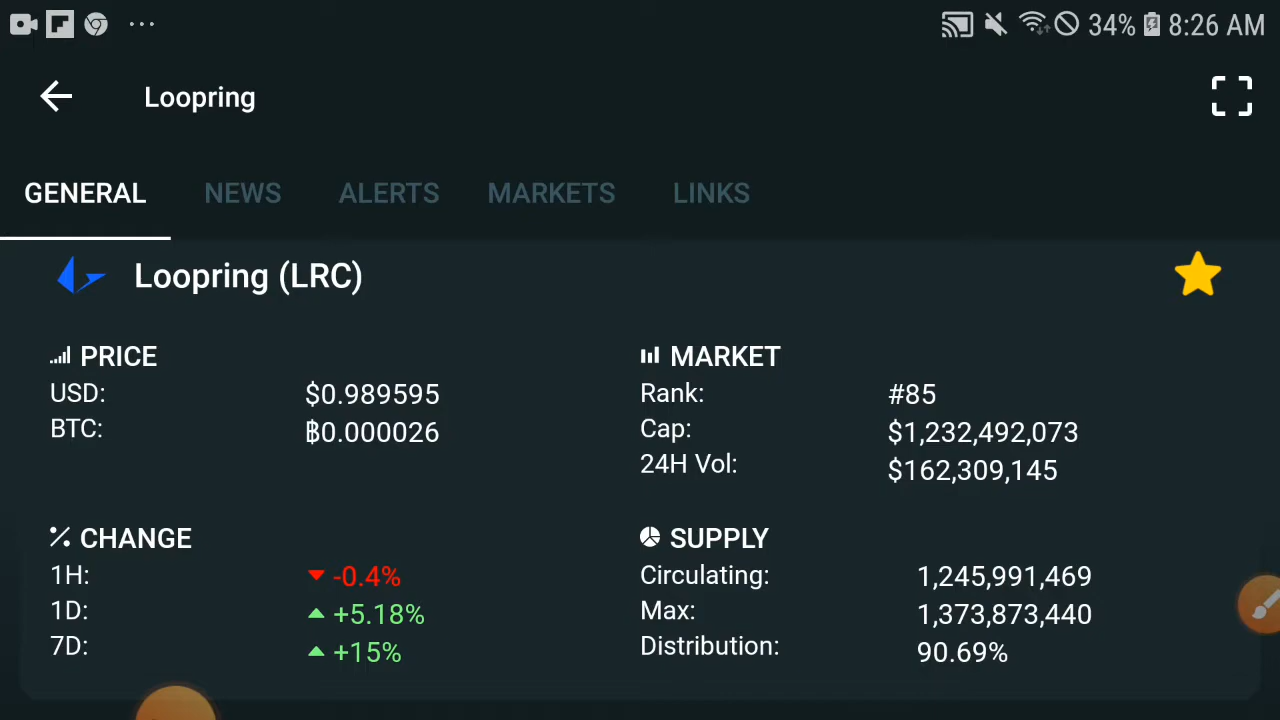 34% 8:26 AM
Loopring
GENERAL NEWS ALERTS MARKETS LINKS
Loopring (LRC)
PRICE
USD: $0.989595
BTC: ฿0.000026
MARKET
Rank: #85
Cap: $1,232,492,073
24H Vol: $162,309,145
CHANGE
1H: -0.4%
1D: +5.18%
7D: +15%
SUPPLY
Circulating: 1,245,991,469
Max: 1,373,873,440
Distribution: 90.69%